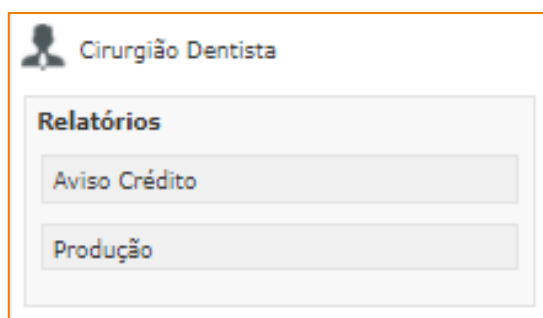 Cirurgião Dentista
Relatórios
Aviso Crédito
Produção